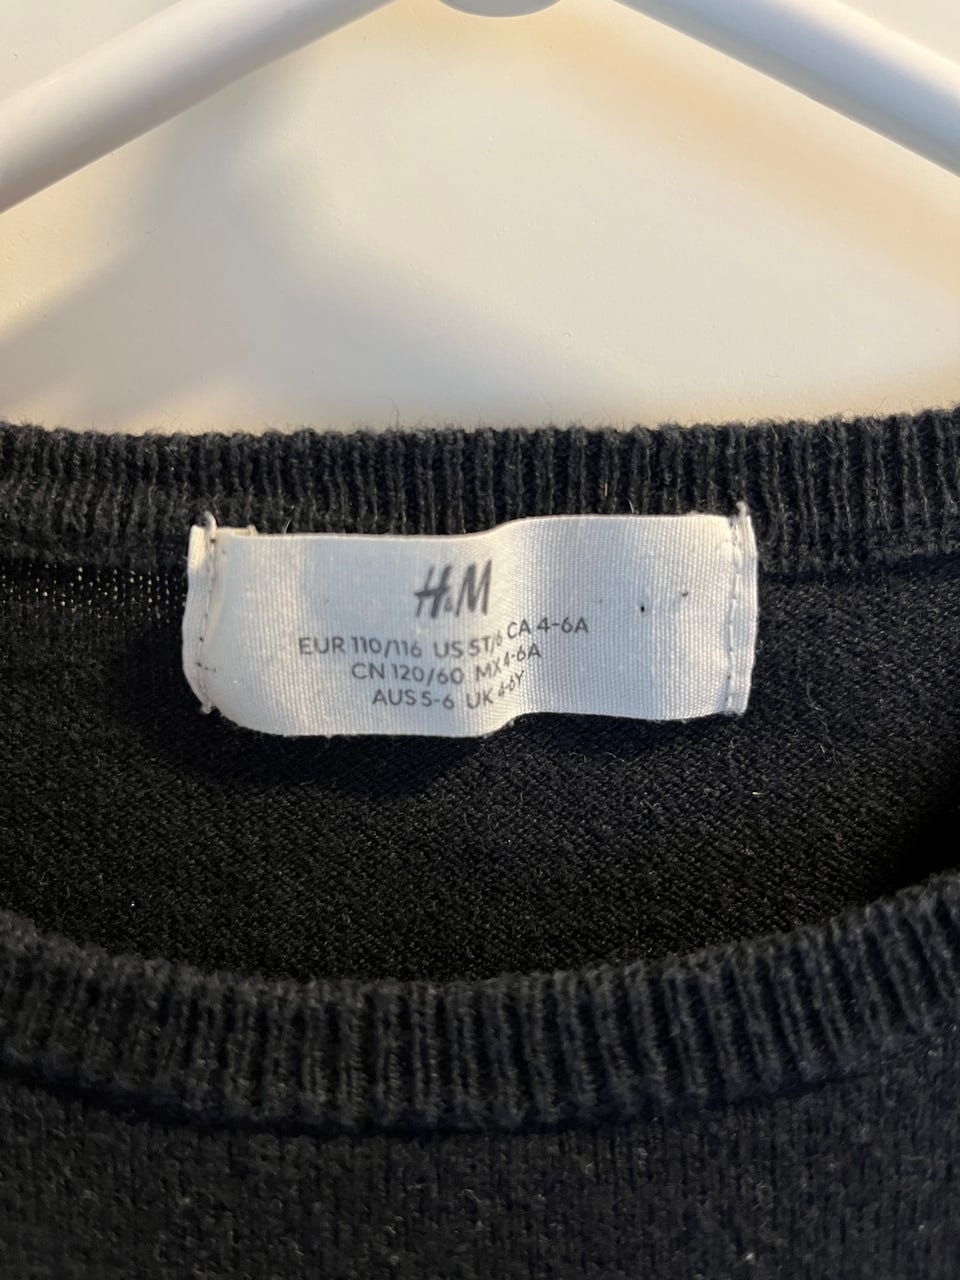 H&M
EUR 110/116 US 5T/6 CA 4-6A
CN 120/60 MX 4-6A
AUS 5-6 UK 4-6Y